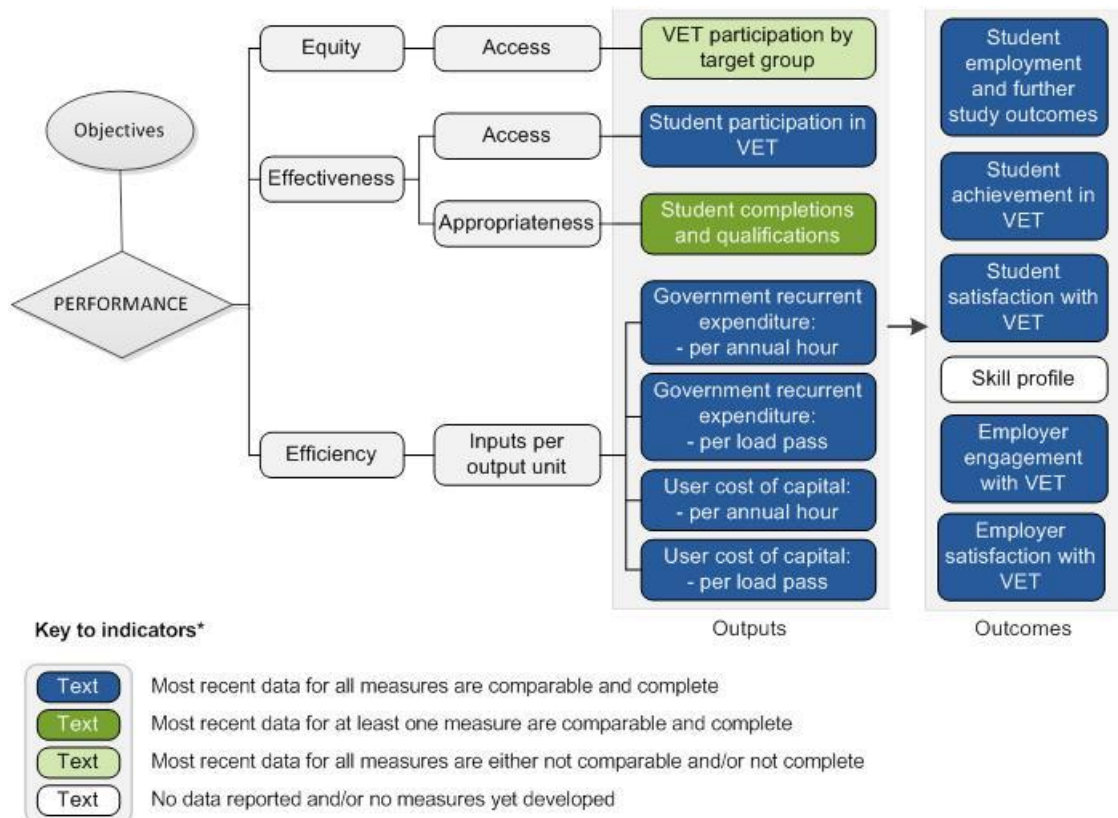 Objectives
PERFORMANCE
Equity
Access
VET participation by
target group
Effectiveness
Access
Student participation in
VET
Appropriateness
Student completions
and qualifications
Efficiency
Inputs per
output unit
Government recurrent
expenditure:
- per annual hour
Government recurrent
expenditure:
- per load pass
User cost of capital:
- per annual hour
User cost of capital:
- per load pass
Outputs
Student
employment
and further
study outcomes
Student
achievement in
VET
Student
satisfaction with
VET
Skill profile
Employer
engagement
with VET
Employer
satisfaction with
VET
Outcomes
Key to indicators*
Text Most recent data for all measures are comparable and complete
Text Most recent data for at least one measure are comparable and complete
Text Most recent data for all measures are either not comparable and/or not complete
Text No data reported and/or no measures yet developed